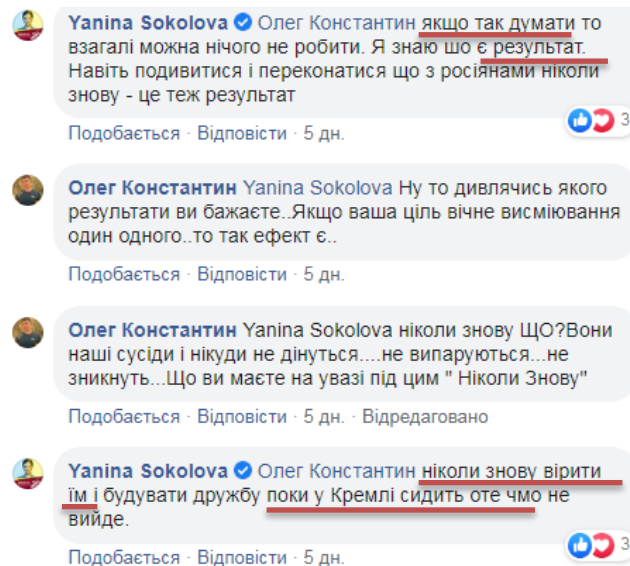 Yanina Sokolova Олег Константин якщо так думати то
взагалі можна нічого не робити. Я знаю шо є результат.
Навіть подивитися і переконатися що з росіянами ніколи
знову - це теж результат
3
Подобається · Відповісти · 5 дн.
Олег Константин Yanina Sokolova Ну то дивлячись якого
результати ви бажаєте..Якщо ваша ціль вічне висміювання
один одного..то так ефект є..
Подобається · Відповісти · 5 дн.
Олег Константин Yanina Sokolova ніколи знову ЩО?Вони
наші сусіди і нікуди не дінуться....не випаруються...не
зникнуть...Що ви маєте на увазі під цим " Ніколи Знову"
Подобається · Відповісти · 5 дн. · Відредаговано
Yanina Sokolova Олег Константин ніколи знову вірити
їм і будувати дружбу поки у Кремлі сидить оте чмо не
вийде.
3
Подобається · Відповісти · 5 дн.